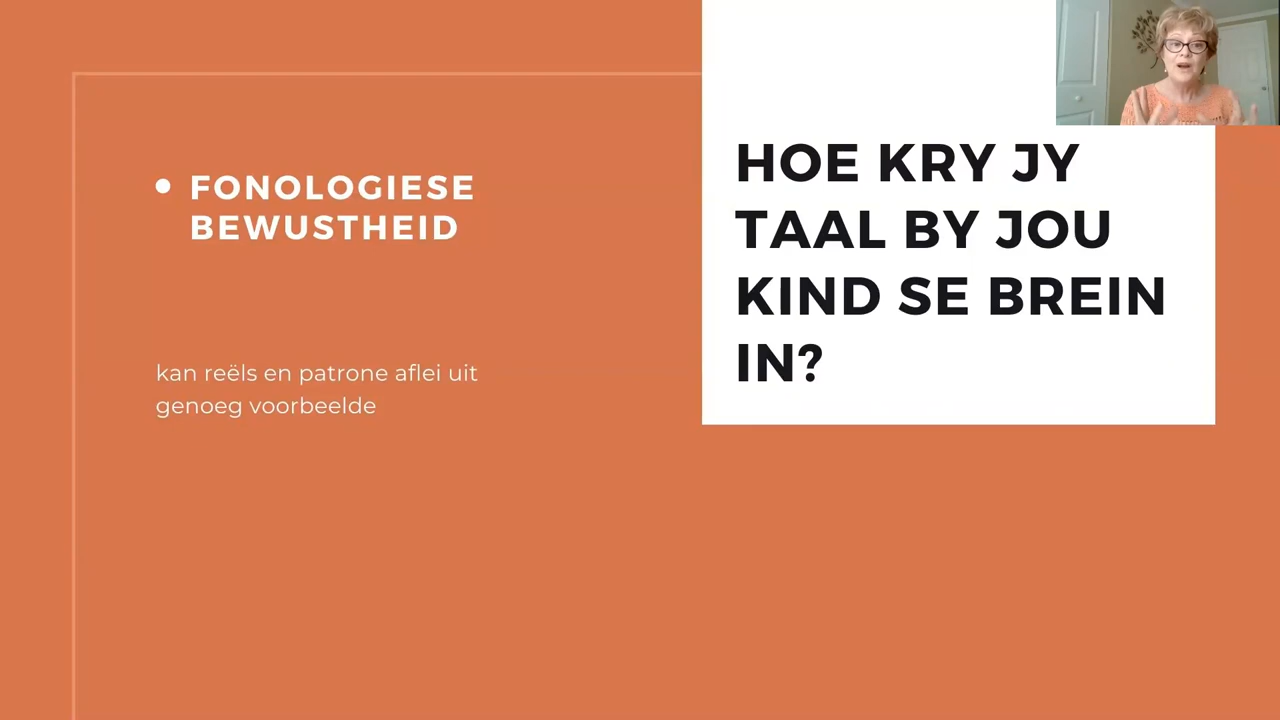 FONOLOGIESE
BEWUSTHEID
kan reëls en patrone aflei uit
genoeg voorbeelde
HOE KRY JY
TAAL BY JOU
KIND SE BREIN
IN?